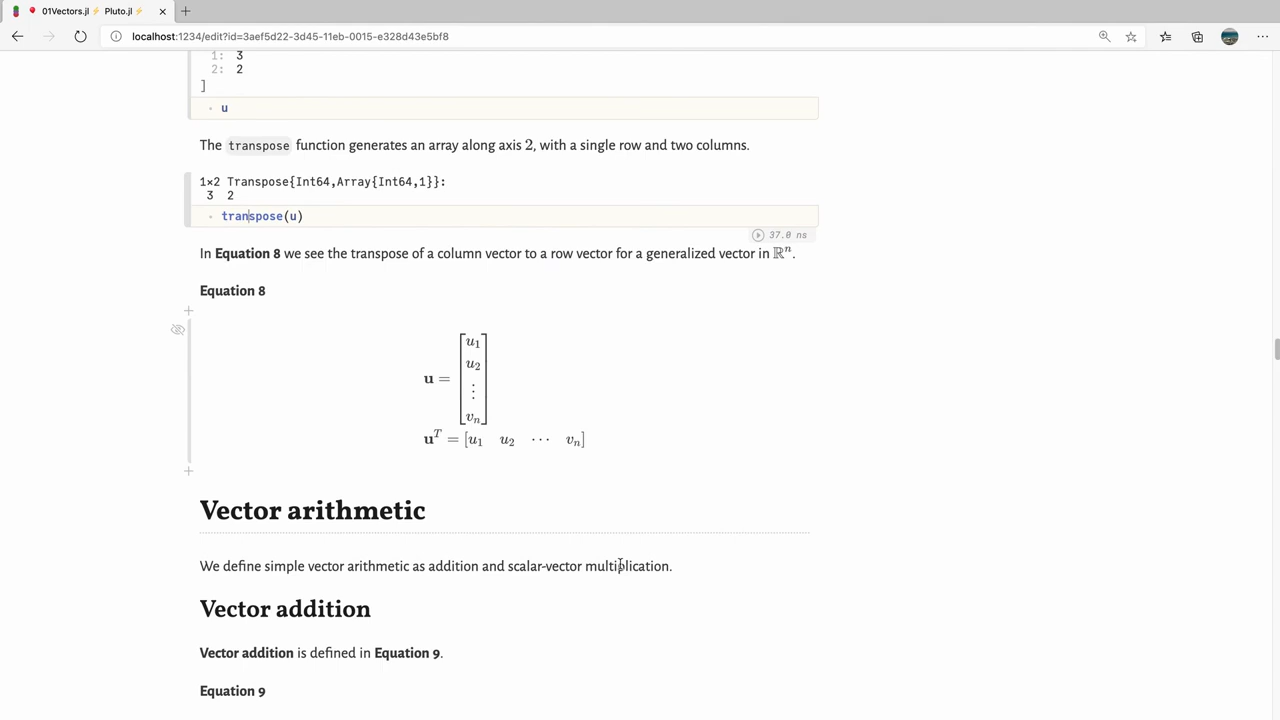 01Vectors.jl ⚡ Pluto.jl ⚡
localhost:1234/edit?id=3aef5d22-3d45-11eb-0015-e328d43e5bf8
1: 3
2: 2
]
u
The transpose function generates an array along axis 2, with a single row and two columns.
1×2 Transpose{Int64,Array{Int64,1}}:
3 2
transpose(u)
37.0 ns
In Equation 8 we see the transpose of a column vector to a row vector for a generalized vector in ℝⁿ.
Equation 8
u = [u₁
u₂
⋮
vₙ]
uᵀ = [u₁ u₂ ⋯ vₙ]
Vector arithmetic
We define simple vector arithmetic as addition and scalar-vector multiplication.
Vector addition
Vector addition is defined in Equation 9.
Equation 9